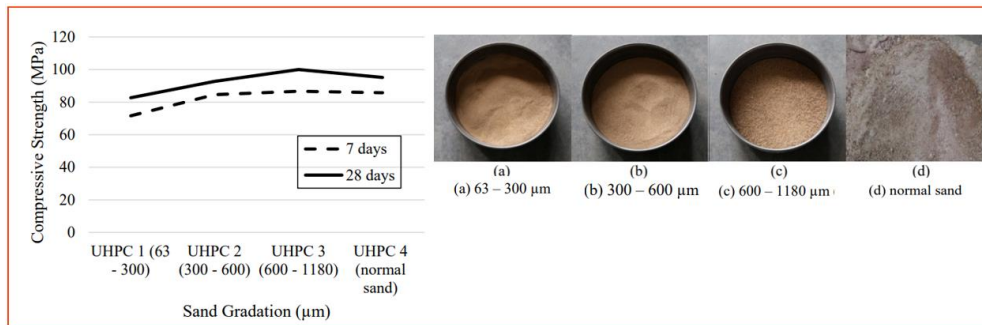 120
100
80
60
40
20
0
Compressive Strength (MPa)
7 days
28 days
UHPC 1 (63
- 300)
UHPC 2
(300 - 600)
UHPC 3
(600 - 1180)
UHPC 4
(normal
sand)
Sand Gradation (µm)
(a)
(a) 63 – 300 µm
(b)
(b) 300 – 600 µm
(c)
(c) 600 – 1180 µm (
(d)
(d) normal sand